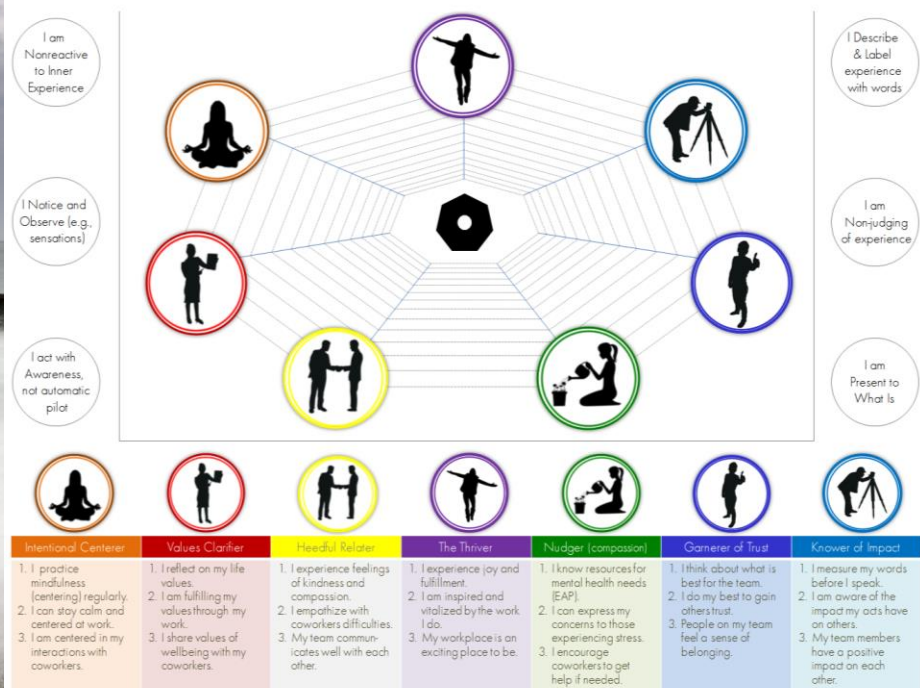 I am
Nonreactive
to Inner
Experience
I Notice and
Observe (e.g.,
sensations)
I act with
Awareness,
not automatic
pilot
I Describe
& Label
experience
with words
I am
Non-judging
of experience
I am
Present to
What Is
Intentional Centerer
1. I practice
mindfulness
(centering) regularly.
2. I can stay calm and
centered at work.
3. I am centered in my
interactions with
coworkers.
Values Clarifier
1. I reflect on my life
values.
2. I am fulfilling my
values through my
work.
3. I share values of
wellbeing with my
coworkers.
Heedful Relater
1. I experience feelings
of kindness and
compassion.
2. I empathize with
coworkers difficulties.
3. My team commun-
icates well with each
other.
The Thriver
1. I experience joy and
fulfillment.
2. I am inspired and
vitalized by the work
I do.
3. My workplace is an
exciting place to be.
Nudger (compassion)
1. I know resources for
mental health needs
(EAP).
2. I can express my
concerns to those
experiencing stress.
3. I encourage
coworkers to get
help if needed.
Garnerer of Trust
1. I think about what is
best for the team.
2. I do my best to gain
others trust.
3. People on my team
feel a sense of
belonging.
Knower of Impact
1. I measure my words
before I speak.
2. I am aware of the
impact my acts have
on others.
3. My team members
have a positive
impact on each
other.